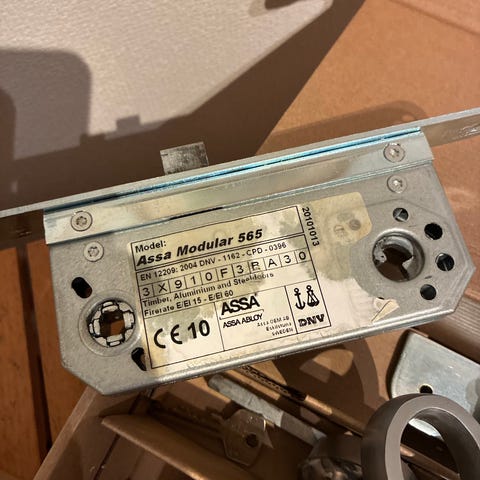 Model:
Assa Modular 565
EN 12209: 2004 DNV - 1162 - CPD - 0396
3 X 9 1 0 F 3 R A 3 0
Timber, Aluminium and Steeldoors
Firerate E/EI 15 - E/EI 60
CE 10
ASSA
ASSA ABLOY
DNV
20101013